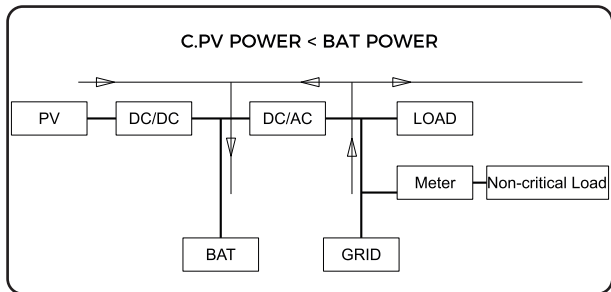 C.PV POWER < BAT POWER
PV
DC/DC
DC/AC
LOAD
Meter
Non-critical Load
BAT
GRID